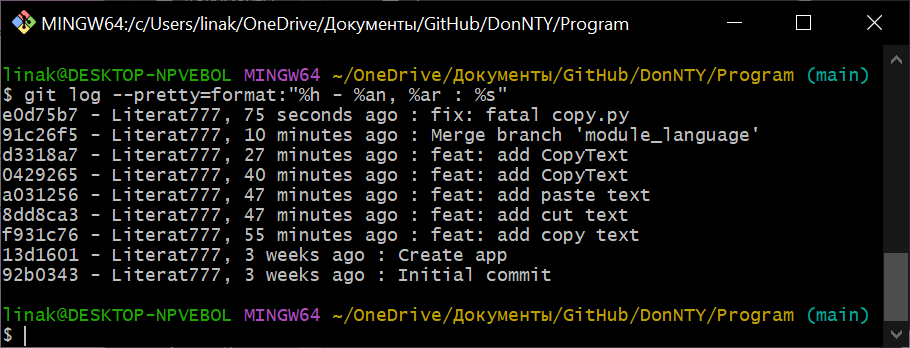 MINGW64:/c/Users/linak/OneDrive/Документы/GitHub/DonNTY/Program
linak@DESKTOP-NPVEBOL MINGW64 ~/OneDrive/Документы/GitHub/DonNTY/Program (main)
$ git log --pretty=format:"%h - %an, %ar : %s"
e0d75b7 - Literat777, 75 seconds ago : fix: fatal copy.py
91c26f5 - Literat777, 10 minutes ago : Merge branch 'module_language'
d3318a7 - Literat777, 27 minutes ago : feat: add CopyText
0429265 - Literat777, 40 minutes ago : feat: add CopyText
a031256 - Literat777, 47 minutes ago : feat: add paste text
8dd8ca3 - Literat777, 47 minutes ago : feat: add cut text
f931c76 - Literat777, 55 minutes ago : feat: add copy text
13d1601 - Literat777, 3 weeks ago : Create app
92b0343 - Literat777, 3 weeks ago : Initial commit
linak@DESKTOP-NPVEBOL MINGW64 ~/OneDrive/Документы/GitHub/DonNTY/Program (main)
$